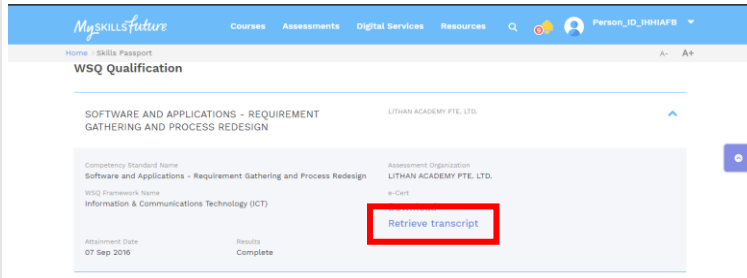 MySKILLSfuture
Courses Assessments Digital Services Resources Person_ID_IHHIAFB
Home Skills Passport A- A+
WSQ Qualification
SOFTWARE AND APPLICATIONS - REQUIREMENT
GATHERING AND PROCESS REDESIGN
LITHAN ACADEMY PTE. LTD.
Competency Standard Name
Software and Applications - Requirement Gathering and Process Redesign
Assessment Organization
LITHAN ACADEMY PTE. LTD.
WSQ Framework Name
Information & Communications Technology (ICT)
e-Cert
Retrieve transcript
Attainment Date
07 Sep 2016
Results
Complete